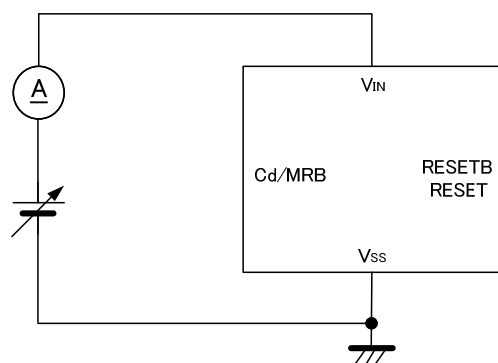 A
VIN
Cd/MRB
RESETB
RESET
VSS